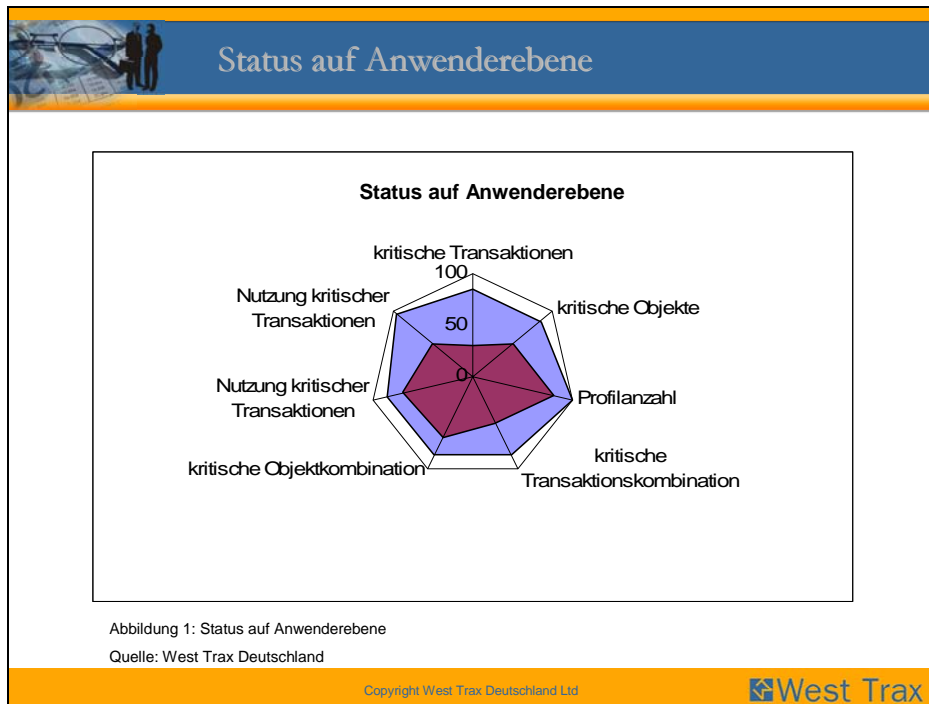 Status auf Anwenderebene
Status auf Anwenderebene
kritische Transaktionen
100
50
0
kritische Objekte
Profilanzahl
kritische
Transaktionskombination
kritische Objektkombination
Nutzung kritischer
Transaktionen
Nutzung kritischer
Transaktionen
Abbildung 1: Status auf Anwenderebene
Quelle: West Trax Deutschland
Copyright West Trax Deutschland Ltd
West Trax